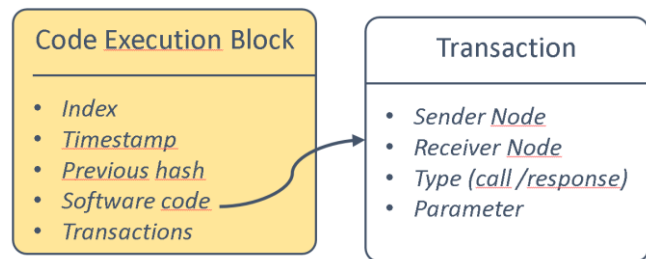 Code Execution Block
• Index
• Timestamp
• Previous hash
• Software code
• Transactions
Transaction
• Sender Node
• Receiver Node
• Type (call /response)
• Parameter